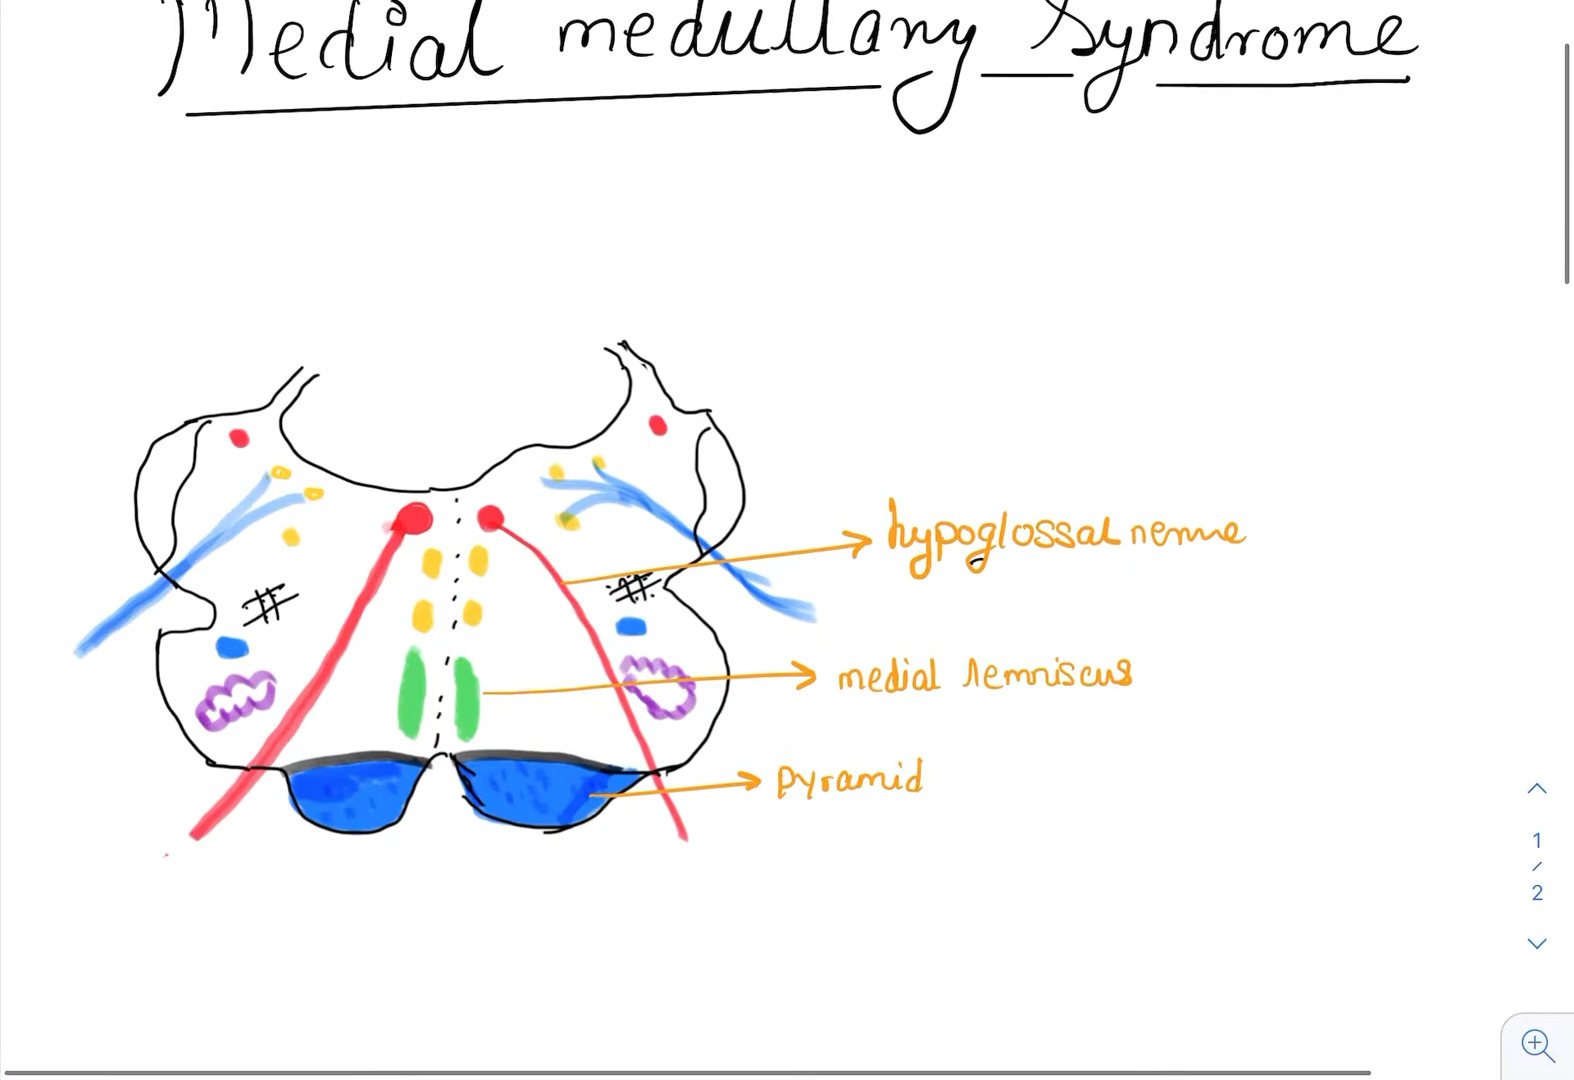 Medial medullary Syndrome
hypoglossal nerve
medial lemniscus
pyramid
1
/
2